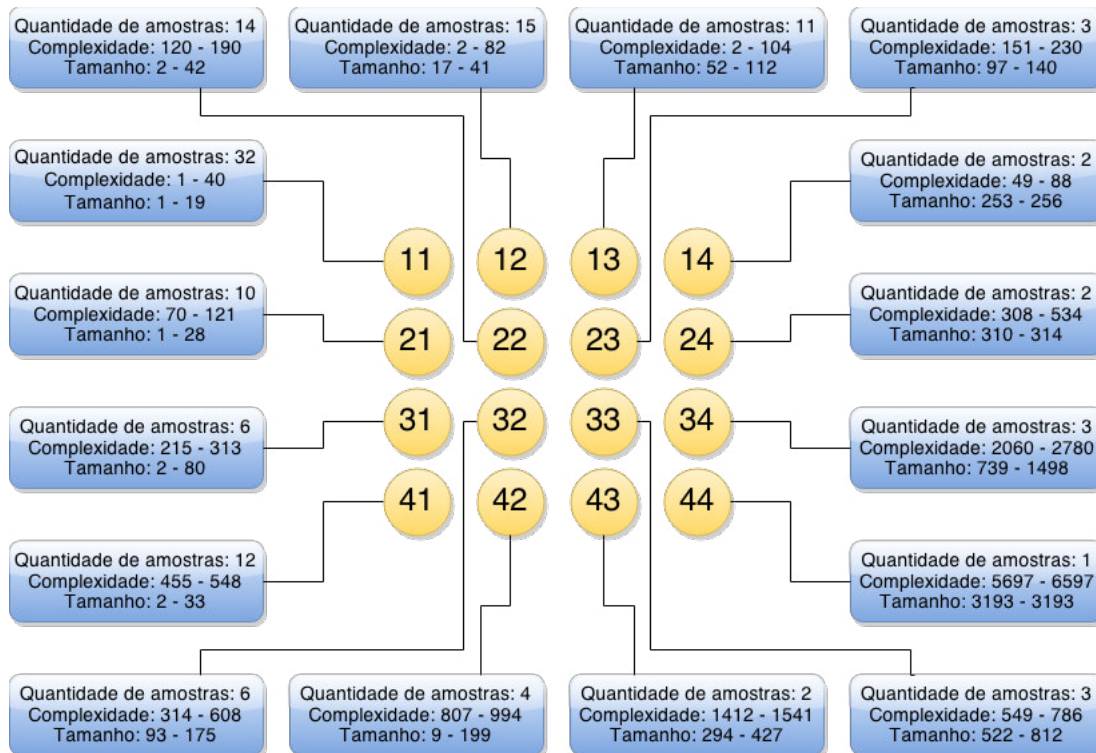 Quantidade de amostras: 14
Complexidade: 120 - 190
Tamanho: 2 - 42
Quantidade de amostras: 15
Complexidade: 2 - 82
Tamanho: 17 - 41
Quantidade de amostras: 11
Complexidade: 2 - 104
Tamanho: 52 - 112
Quantidade de amostras: 3
Complexidade: 151 - 230
Tamanho: 97 - 140
Quantidade de amostras: 32
Complexidade: 1 - 40
Tamanho: 1 - 19
Quantidade de amostras: 2
Complexidade: 49 - 88
Tamanho: 253 - 256
11 12 13 14
Quantidade de amostras: 10
Complexidade: 70 - 121
Tamanho: 1 - 28
21 22 23 24
Quantidade de amostras: 2
Complexidade: 308 - 534
Tamanho: 310 - 314
Quantidade de amostras: 6
Complexidade: 215 - 313
Tamanho: 2 - 80
31 32 33 34
Quantidade de amostras: 3
Complexidade: 2060 - 2780
Tamanho: 739 - 1498
41 42 43 44
Quantidade de amostras: 12
Complexidade: 455 - 548
Tamanho: 2 - 33
Quantidade de amostras: 1
Complexidade: 5697 - 6597
Tamanho: 3193 - 3193
Quantidade de amostras: 6
Complexidade: 314 - 608
Tamanho: 93 - 175
Quantidade de amostras: 4
Complexidade: 807 - 994
Tamanho: 9 - 199
Quantidade de amostras: 2
Complexidade: 1412 - 1541
Tamanho: 294 - 427
Quantidade de amostras: 3
Complexidade: 549 - 786
Tamanho: 522 - 812